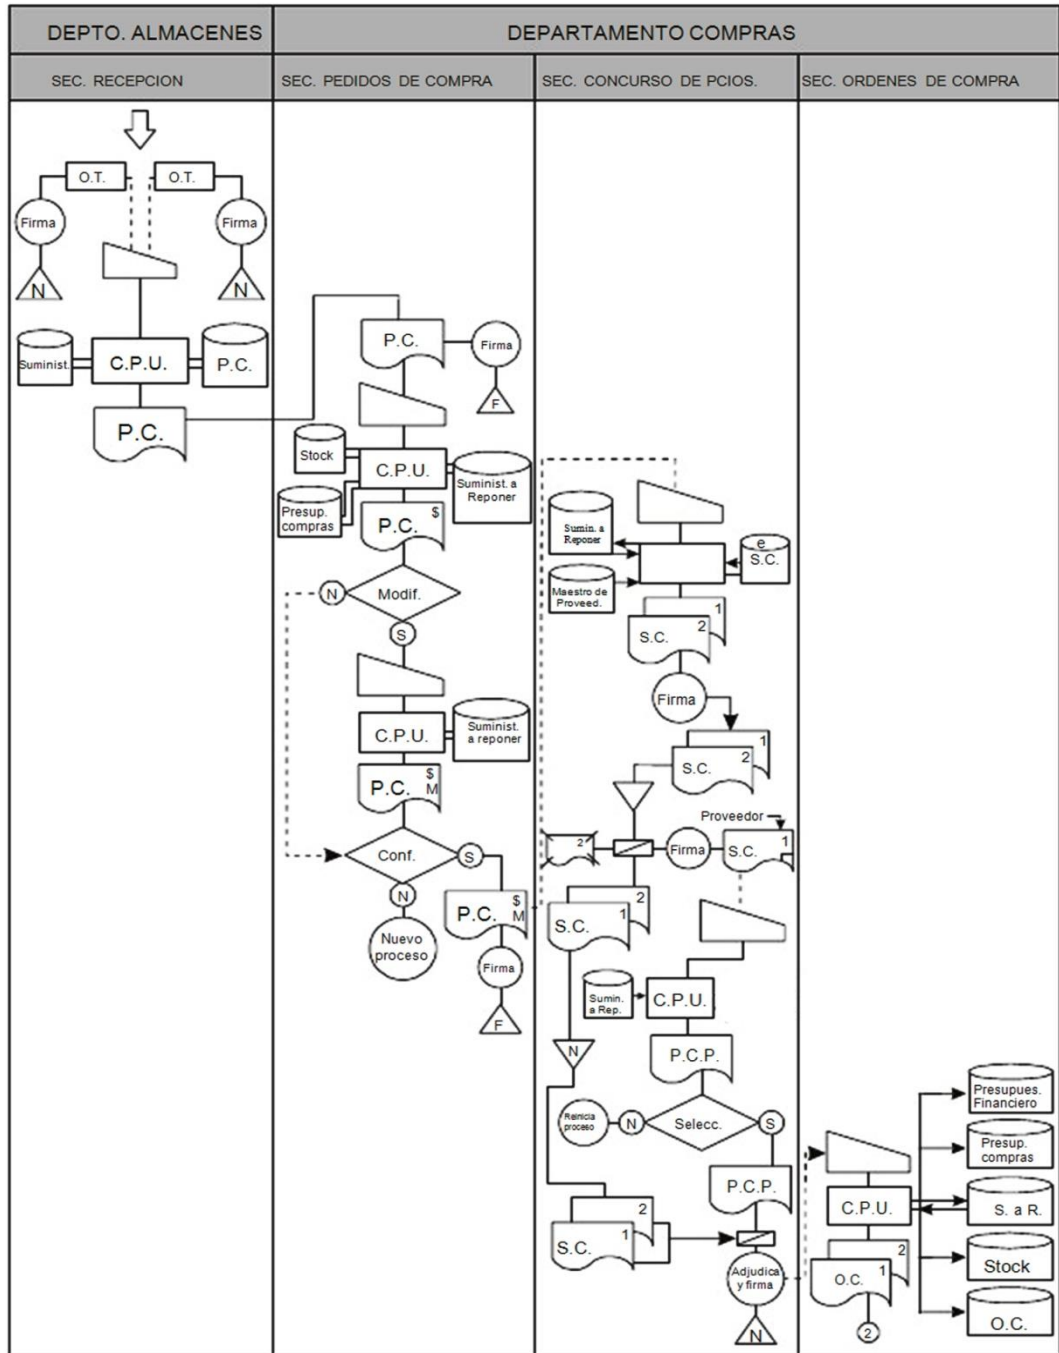 DEPTO. ALMACENES
DEPARTAMENTO COMPRAS
SEC. RECEPCION
SEC. PEDIDOS DE COMPRA
SEC. CONCURSO DE PCIOS.
SEC. ORDENES DE COMPRA
O.T.
O.T.
Firma
Firma
N
N
Suminist.
C.P.U.
P.C.
P.C.
P.C.
Firma
F
Stock
C.P.U.
Suminist. a
Reponer
Presup.
compras
P.C.
$
N
Modif.
S
C.P.U.
Suminist.
a reponer
P.C.
$
M
Conf.
S
N
Nuevo
proceso
P.C.
$
M
Firma
F
Sumin. a
Reponer
e
S.C.
Maestro de
Proveed.
1
S.C.
2
Firma
1
S.C.
2
Proveedor
2
Firma
S.C.
1
2
S.C.
1
Sumin.
a Rep.
C.P.U.
N
P.C.P.
Reinicia
proceso
N
Selecc.
S
P.C.P.
2
S.C.
1
Adjudica
y firma
N
C.P.U.
2
O.C.
1
2
Presupues.
Financiero
Presup.
compras
S. a R.
Stock
O.C.